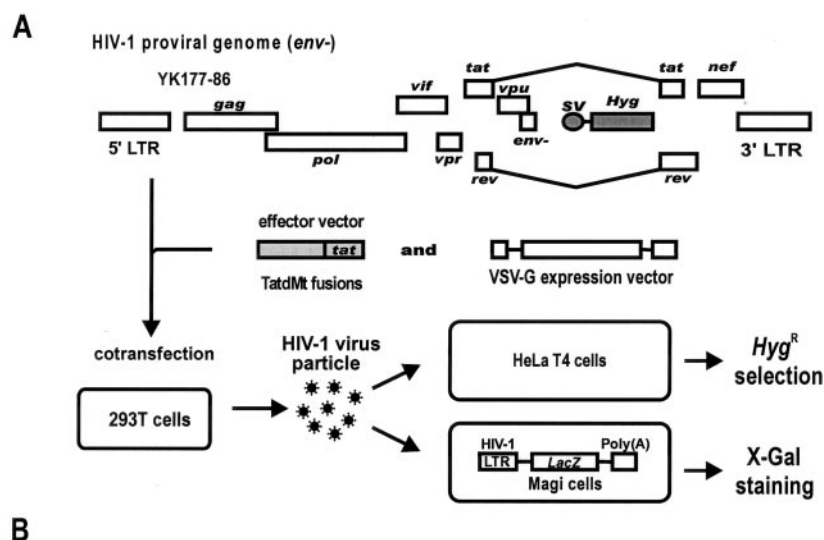 A
HIV-1 proviral genome (env-)
YK177-86
gag
vif
tat
vpu
sv
Hyg
tat
nef
5' LTR
pol
vpr
env-
rev
rev
3' LTR
effector vector
tat
and
TatdMt fusions
VSV-G expression vector
cotransfection
HIV-1 virus
particle
293T cells
HeLa T4 cells
Hyg^R
selection
HIV-1
Poly(A)
LTR
LacZ
Magi cells
X-Gal
staining
B